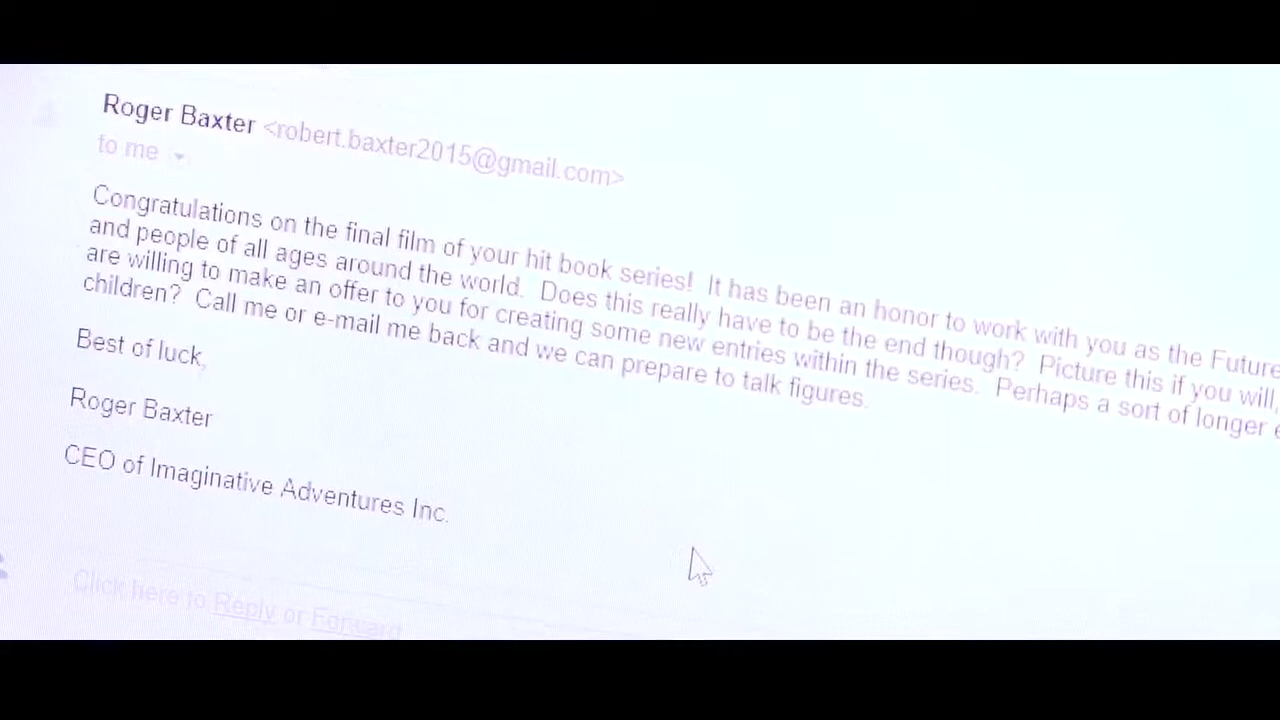 Roger Baxter <robert.baxter2015@gmail.com>
to me
Congratulations on the final film of your hit book series! It has been an honor to work with you as the Future
and people of all ages around the world. Does this really have to be the end though? Picture this if you will,
are willing to make an offer to you for creating some new entries within the series. Perhaps a sort of longer e
children? Call me or e-mail me back and we can prepare to talk figures.
Best of luck,
Roger Baxter
CEO of Imaginative Adventures Inc.
Click here to Reply or Forward